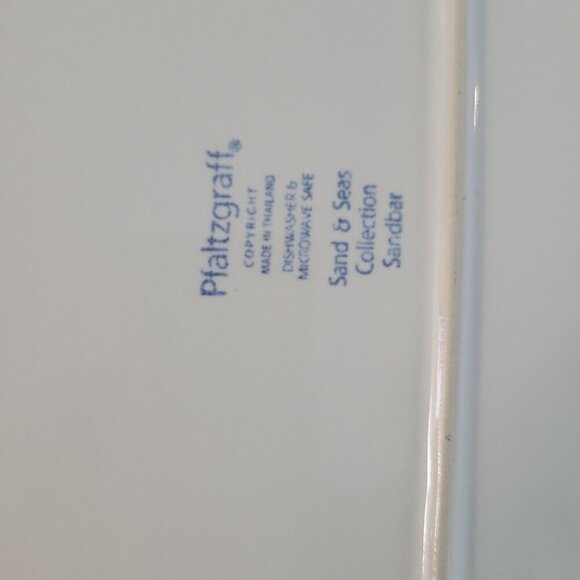 Pfaltzgraff®
COPYRIGHT
MADE IN THAILAND
DISHWASHER &
MICROWAVE SAFE
Sand & Seas
Collection
Sandbar